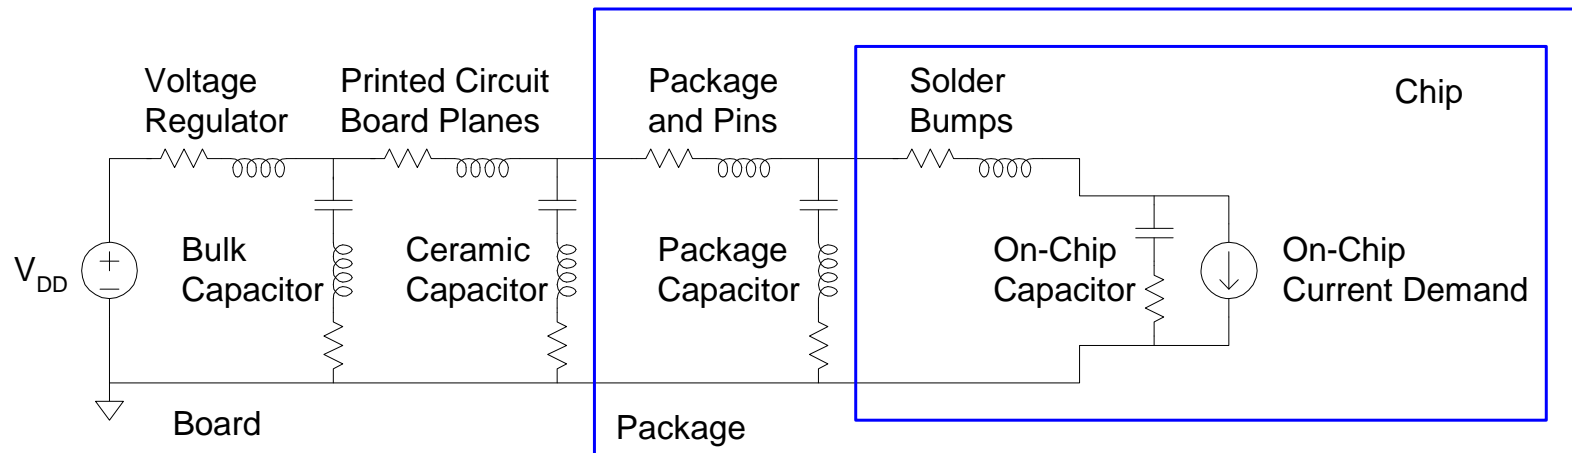 Voltage
Regulator
Printed Circuit
Board Planes
Package
and Pins
Solder
Bumps
Chip
VDD
+
–
Bulk
Capacitor
Ceramic
Capacitor
Package
Capacitor
On-Chip
Capacitor
On-Chip
Current Demand
Board
Package